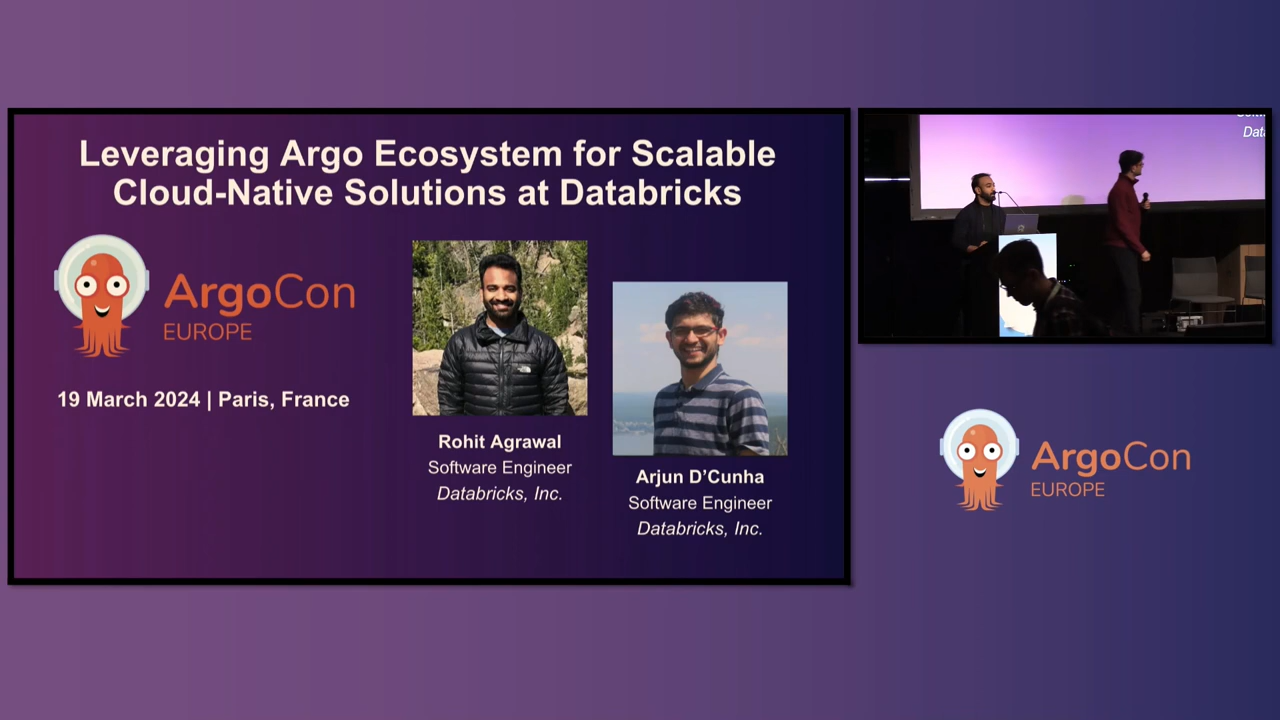 Leveraging Argo Ecosystem for Scalable
Cloud-Native Solutions at Databricks
ArgoCon
EUROPE
19 March 2024 | Paris, France
Rohit Agrawal
Software Engineer
Databricks, Inc.
Arjun D’Cunha
Software Engineer
Databricks, Inc.
ArgoCon
EUROPE